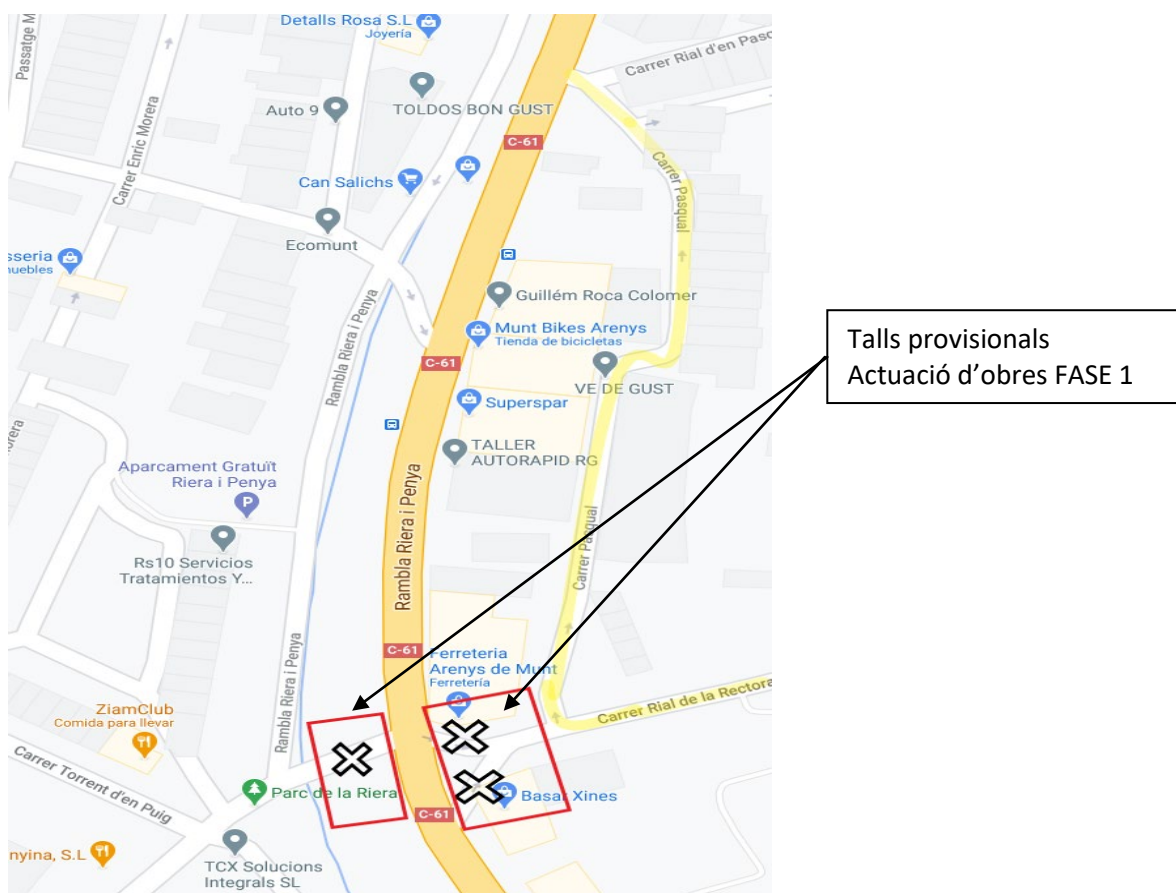 Detalls Rosa S.L
Joyería
Passatge M
Carrer Rial d'en Pasc
Auto 9
TOLDOS BON GUST
C-61
Carrer Enric Morera
Can Salichs
Carrer Pasqual
Ecomunt
sseria
muebles
Guillém Roca Colomer
Rambla Riera i Penya
Munt Bikes Arenys
Tienda de bicicletas
C-61
VE DE GUST
Talls provisionals
Actuació d'obres FASE 1
Superspar
orera
TALLER
AUTORAPID RG
Aparcament Gratuït
Riera i Penya
P
Rambla Riera i Penya
Carrer Pasqual
Rs10 Servicios
Tratamientos Y...
Rambla Riera i Penya
C-61
Ferreteria
Arenys de Munt
Ferretería
Carrer Rial de la Rectora
ZiamClub
Comida para llevar
Carrer Torrent d'en Puig
Parc de la Riera
Basar Xines
C-61
nyina, S.L
TCX Solucions
Integrals SL